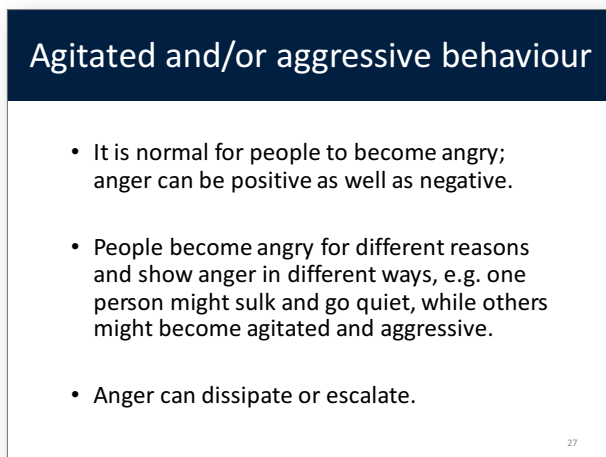 Agitated and/or aggressive behaviour
• It is normal for people to become angry;
anger can be positive as well as negative.
• People become angry for different reasons
and show anger in different ways, e.g. one
person might sulk and go quiet, while others
might become agitated and aggressive.
• Anger can dissipate or escalate.
27